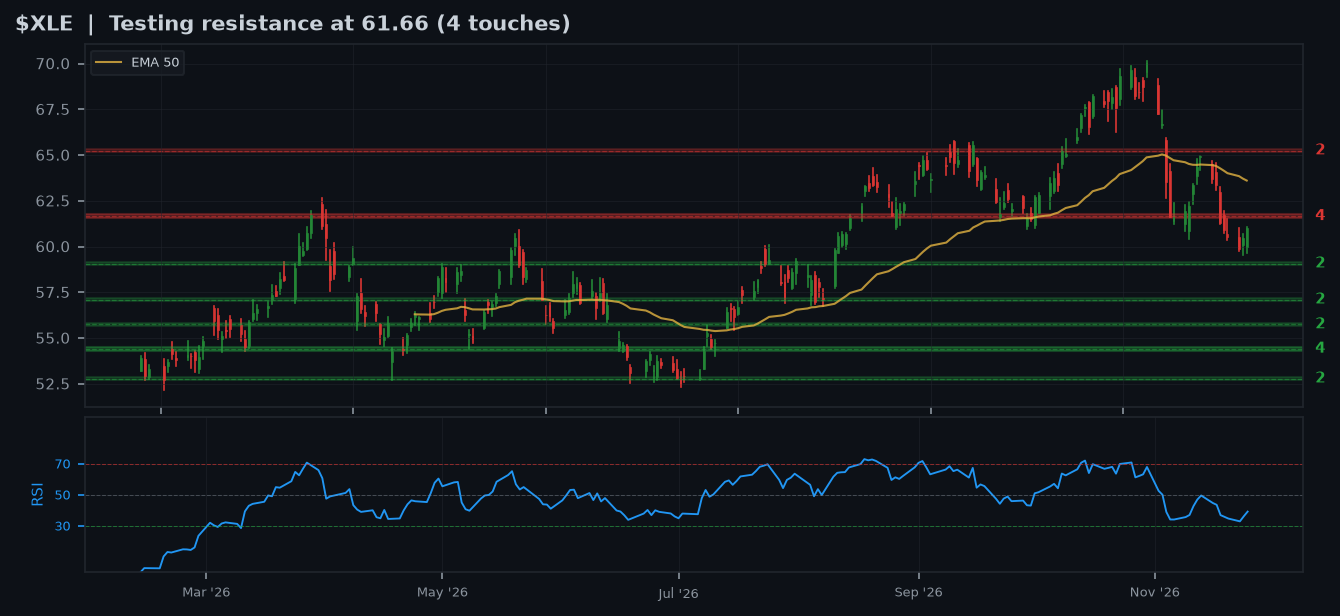 $XLE | Testing resistance at 61.66 (4 touches)
EMA 50
70.0
67.5
65.0
62.5
60.0
57.5
55.0
52.5
2
4
2
2
2
4
2
RSI
70
50
30
Mar '26
May '26
Jul '26
Sep '26
Nov '26